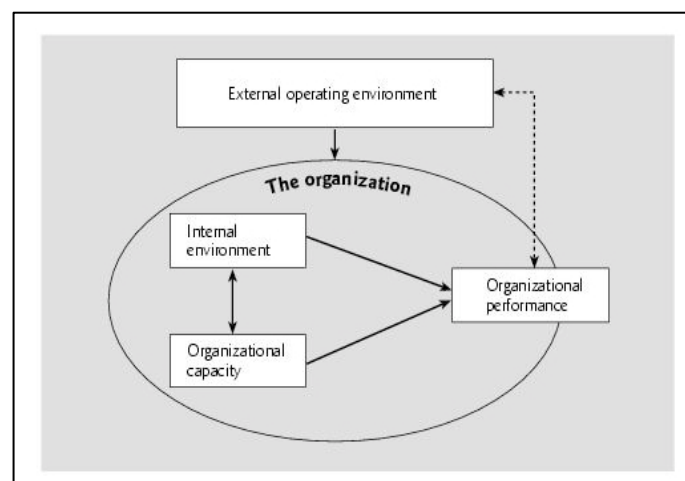 External operating environment
The organization
Internal
environment
Organizational
performance
Organizational
capacity